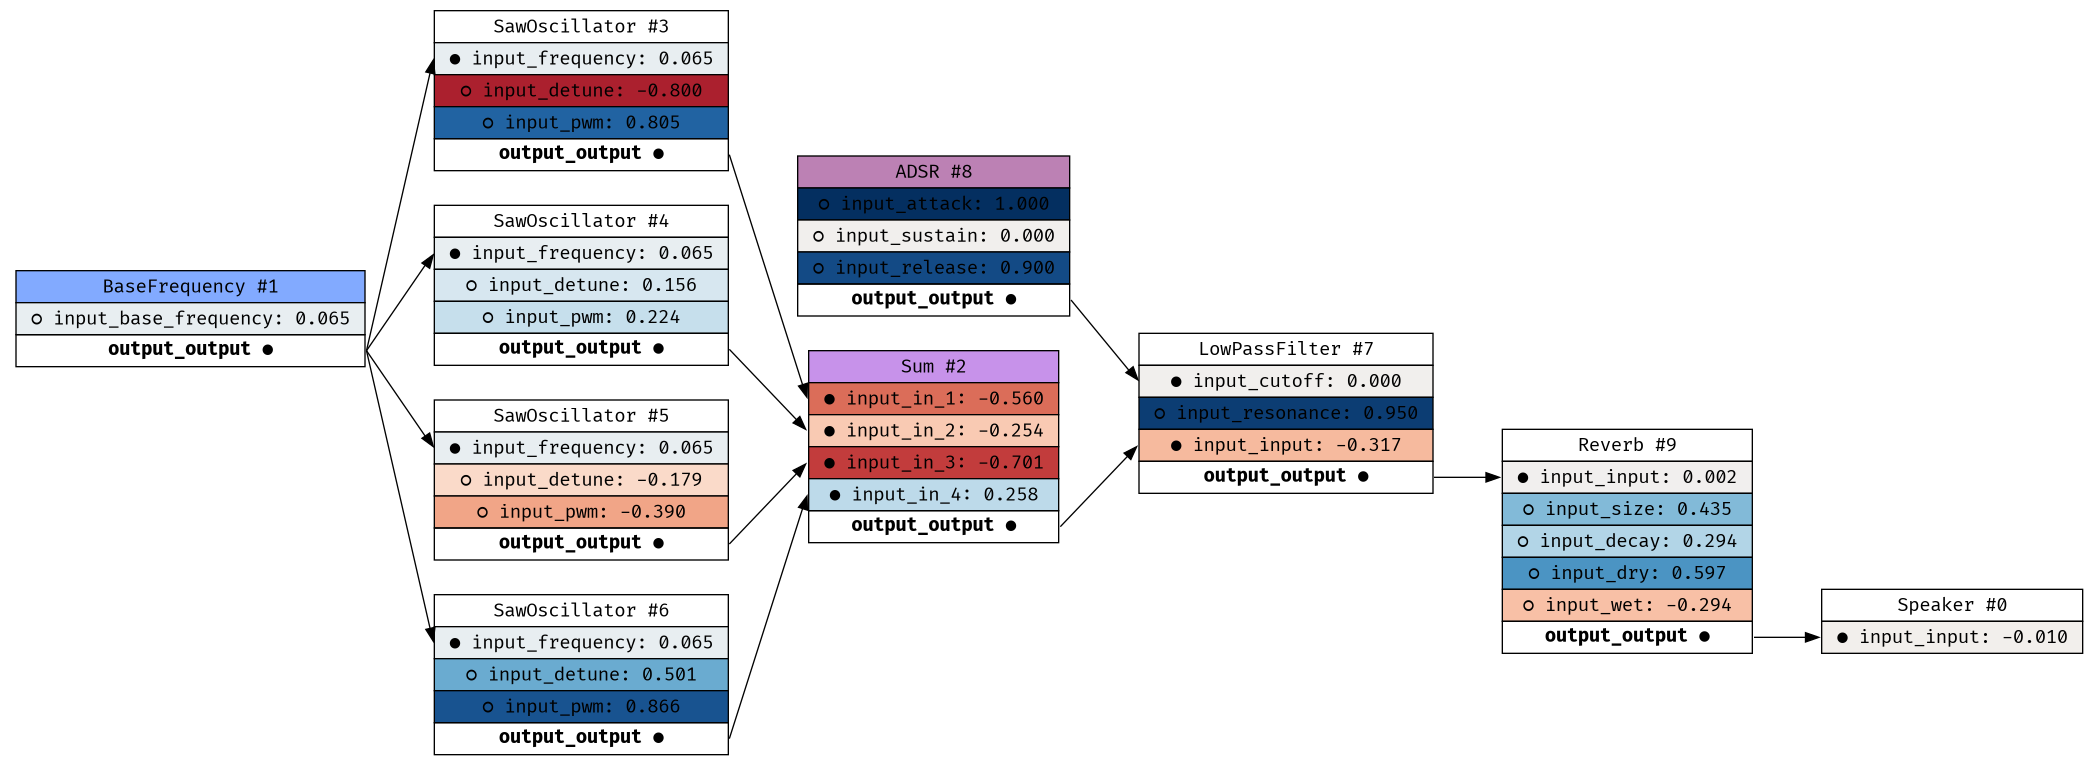 BaseFrequency #1
○ input_base_frequency: 0.065
output_output ●
SawOscillator #3
● input_frequency: 0.065
○ input_detune: -0.800
○ input_pwm: 0.805
output_output ●
SawOscillator #4
● input_frequency: 0.065
○ input_detune: 0.156
○ input_pwm: 0.224
output_output ●
SawOscillator #5
● input_frequency: 0.065
○ input_detune: -0.179
○ input_pwm: -0.390
output_output ●
SawOscillator #6
● input_frequency: 0.065
○ input_detune: 0.501
○ input_pwm: 0.866
output_output ●
ADSR #8
○ input_attack: 1.000
○ input_sustain: 0.000
○ input_release: 0.900
output_output ●
Sum #2
● input_in_1: -0.560
● input_in_2: -0.254
● input_in_3: -0.701
● input_in_4: 0.258
output_output ●
LowPassFilter #7
● input_cutoff: 0.000
○ input_resonance: 0.950
● input_input: -0.317
output_output ●
Reverb #9
● input_input: 0.002
○ input_size: 0.435
○ input_decay: 0.294
○ input_dry: 0.597
○ input_wet: -0.294
output_output ●
Speaker #0
● input_input: -0.010